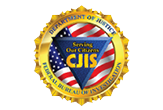 DEPARTMENT OF JUSTICE
Serving
Our Citizens
CJIS
FEDERAL BUREAU OF INVESTIGATION